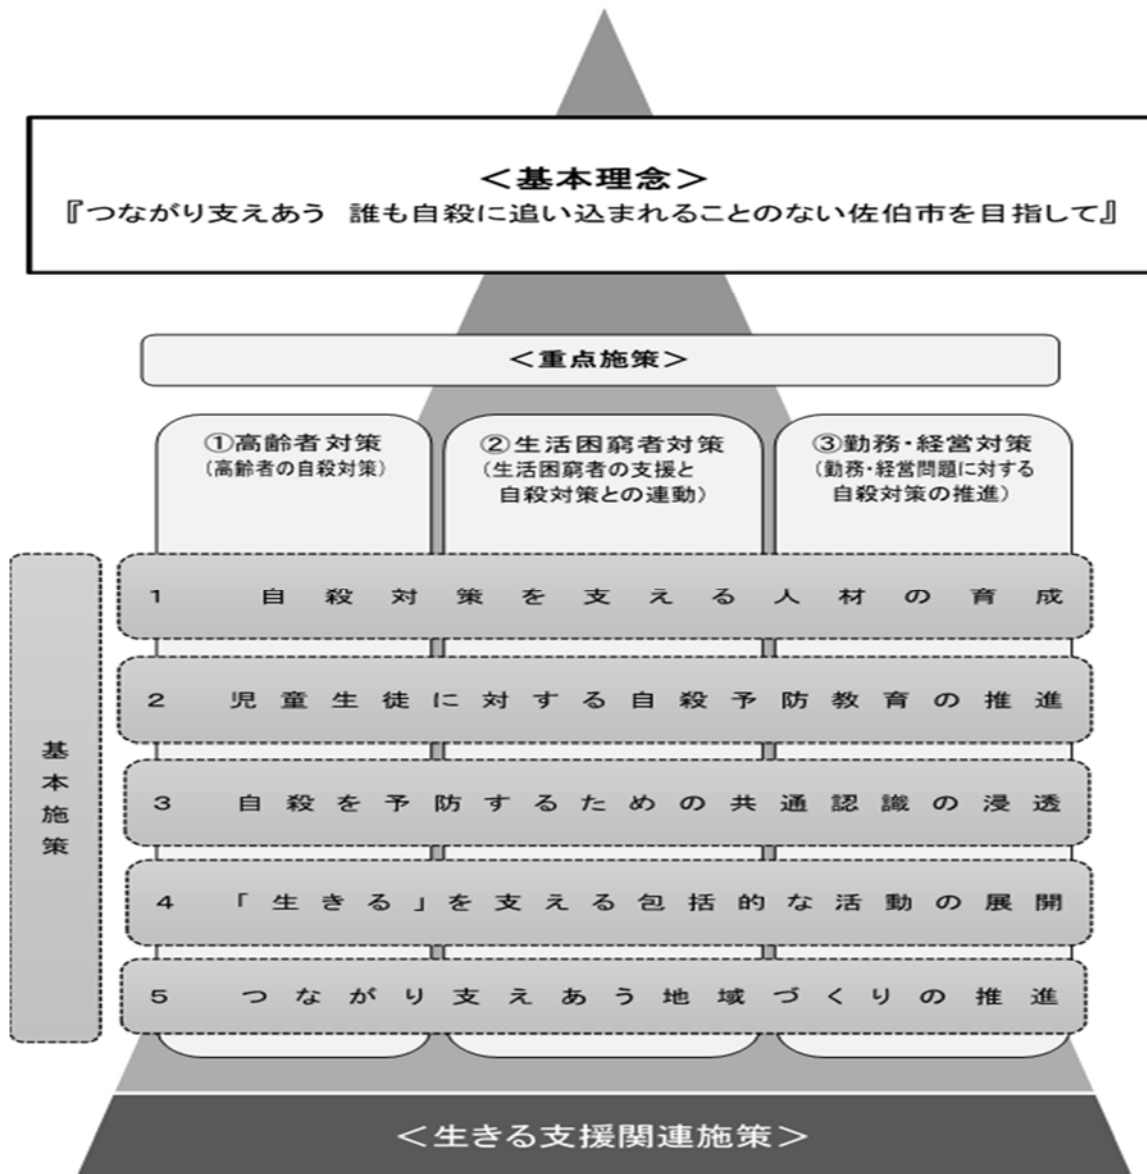 ＜基本理念＞
『つながり支えあう　誰も自殺に追い込まれることのない佐伯市を目指して』
＜重点施策＞
①高齢者対策
（高齢者の自殺対策）
②生活困窮者対策
（生活困窮者の支援と
自殺対策との連動）
③勤務・経営対策
（勤務・経営問題に対する
自殺対策の推進）
基本施策
1　自殺対策を支える人材の育成
2　児童生徒に対する自殺予防教育の推進
3　自殺を予防するための共通認識の浸透
4　「生きる」を支える包括的な活動の展開
5　つながり支えあう地域づくりの推進
＜生きる支援関連施策＞